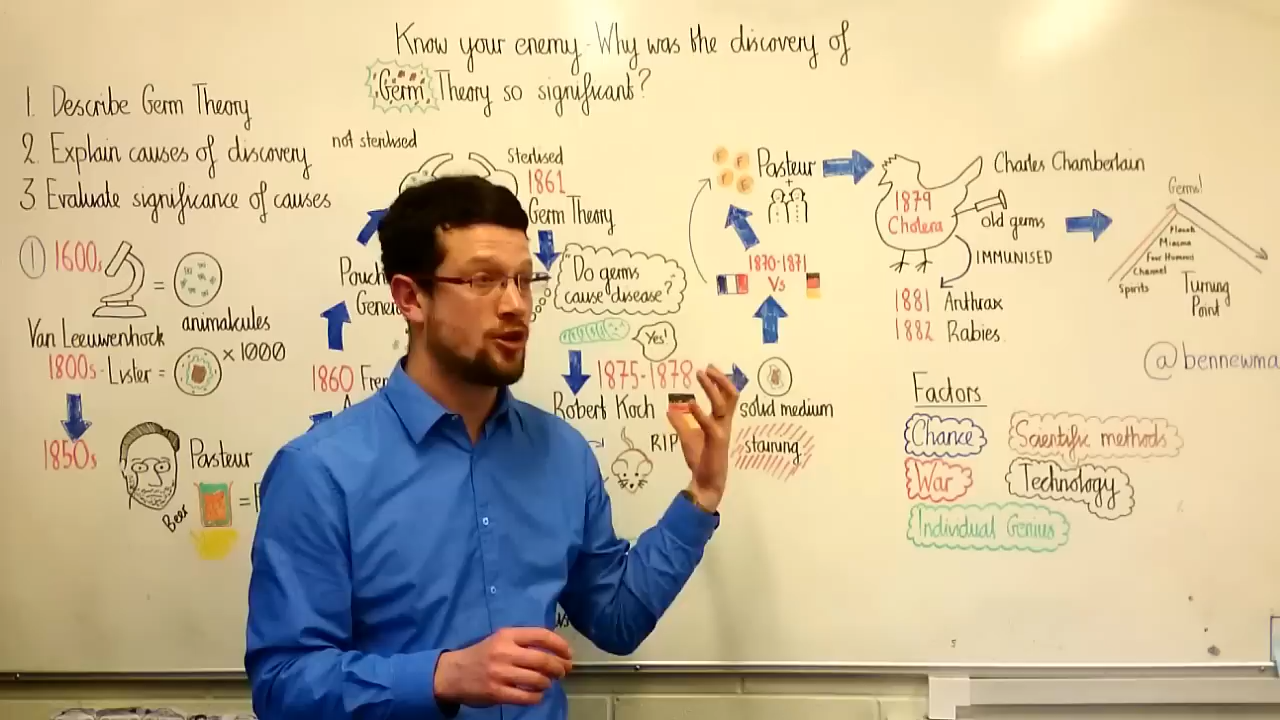 Know your enemy - Why was the discovery of
Germ Theory so significant?
1. Describe Germ Theory
2. Explain causes of discovery
3. Evaluate significance of causes
① 1600s
=
Van Leeuwenhock
animalcules
1800s - Lister =
× 1000
1850s
Pasteur
Beer
=
1860
not sterilised
Sterilised
1861
Germ Theory
"Do germs
cause disease?"
Yes!
1875-1878
Robert Koch
RIP
solid medium
staining
1870-1871
Vs
F F
F F
Pasteur
+
1879
Cholera
Charles Chamberlain
old germs
IMMUNISED
1881 Anthrax
1882 Rabies.
Germs!
Miasma
Four Humours
Channel
Spirits
Turning
Point
@bennewma
Factors
Chance
Scientific methods
War
Technology
Individual Genius